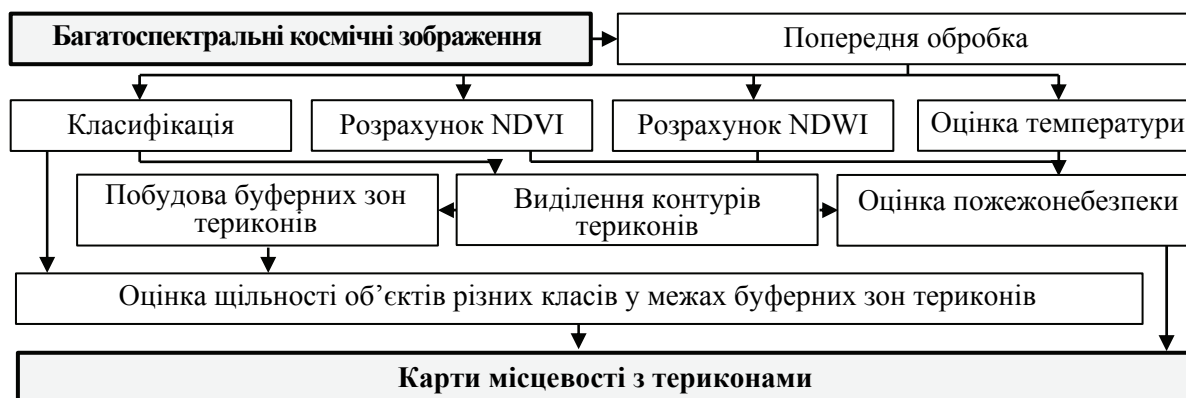 Багатоспектральні космічні зображення
Попередня обробка
Класифікація
Розрахунок NDVI
Розрахунок NDWI
Оцінка температури
Побудова буферних зон
териконів
Виділення контурів
териконів
Оцінка пожежонебезпеки
Оцінка щільності об’єктів різних класів у межах буферних зон териконів
Карти місцевості з териконами